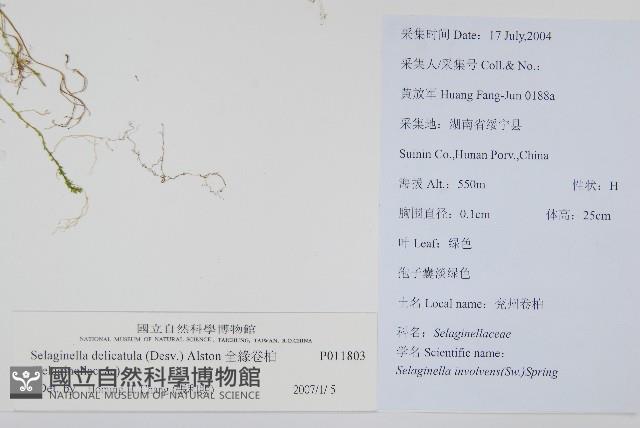 采集时间 Date：17 July,2004
采集人/采集号 Coll.& No.:
黄放军 Huang Fang-Jun 0188a
采集地：湖南省绥宁县
Suinin Co.,Hunan Porv.,China
海拔 Alt.：550m 性状：H
胸围直径：0.1cm 体高：25cm
叶 Leaf：绿色
孢子囊淡绿色
土名 Local name：兖州卷柏
科名：Selaginellaceae
学名 Scientific name：
Selaginella involvens(Sw.)Spring
國立自然科學博物館
NATIONAL MUSEUM OF NATURAL SCIENCE, TAICHUNG, TAIWAN, R.O.CHINA
Selaginella delicatula (Desv.) Alston 全緣卷柏 P011803
Det. by 2007/1/5
國立自然科學博物館
NATIONAL MUSEUM OF NATURAL SCIENCE